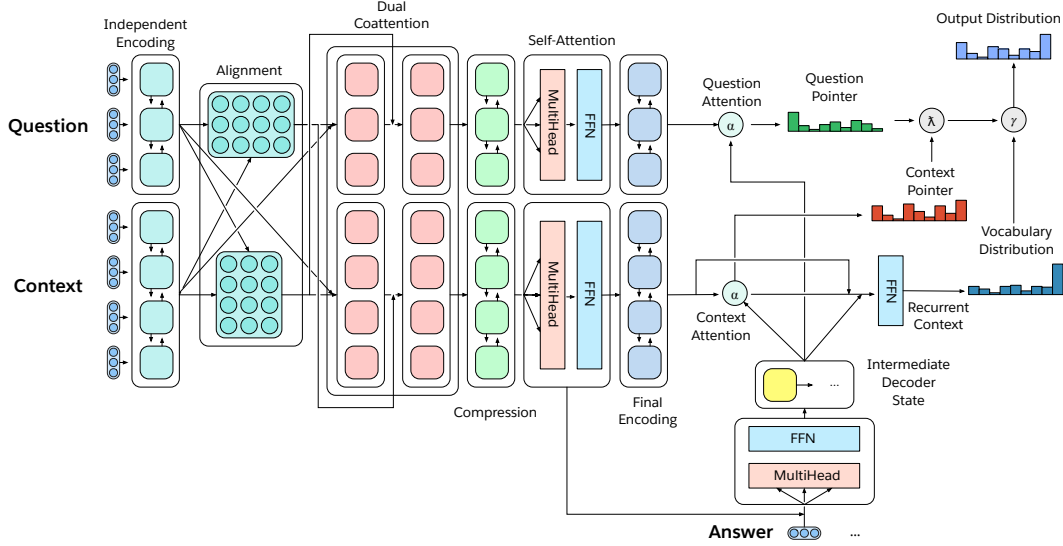 Dual
Coattention
Output Distribution
Independent
Encoding
Self-Attention
Alignment
Question
Attention
Question
Pointer
Question
MultiHead
FFN
α
ƛ
γ
Context
Pointer
Vocabulary
Distribution
Context
MultiHead
FFN
α
FFN
Context
Attention
Recurrent
Context
Intermediate
Decoder
State
...
Compression
Final
Encoding
FFN
MultiHead
Answer
...